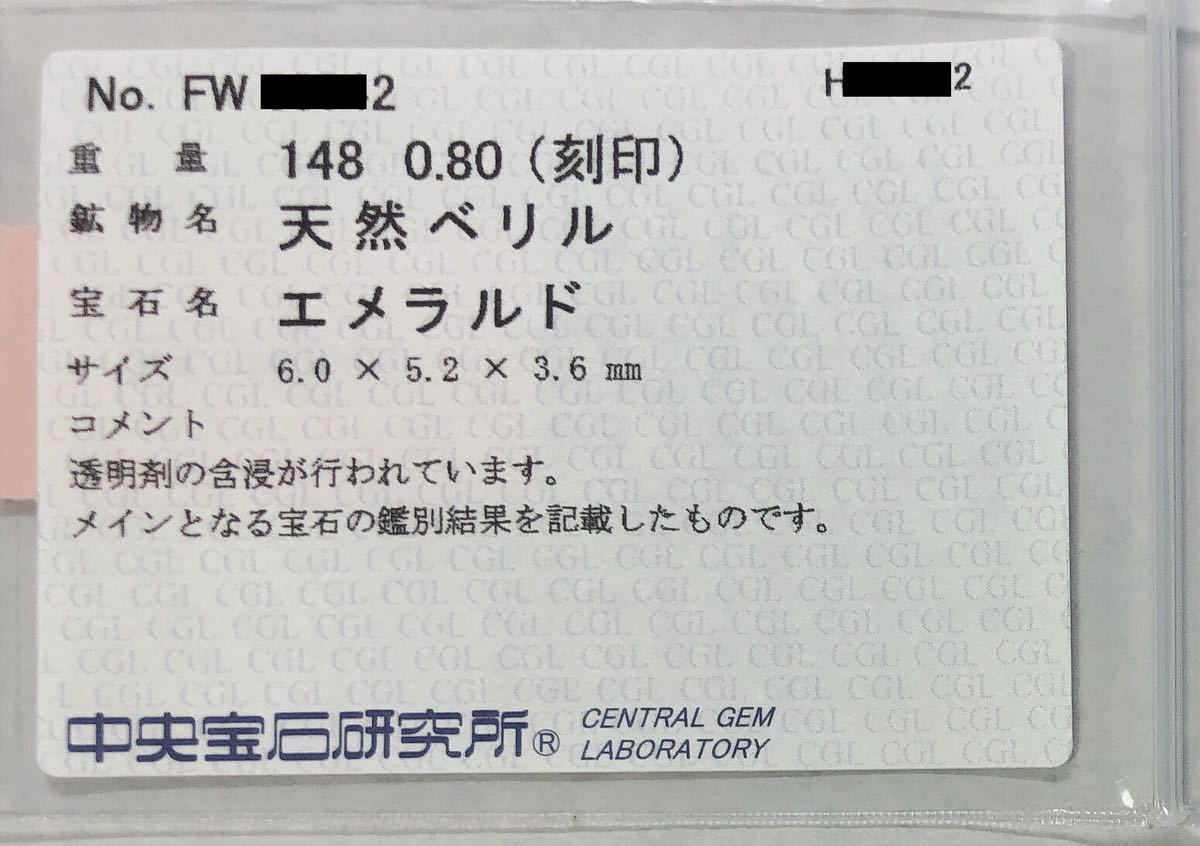 No. FW 2 H 2
重量 148 0.80 (刻印)
鉱物名 天然ベリル
宝石名 エメラルド
サイズ 6.0 × 5.2 × 3.6 mm
コメント
透明剤の含浸が行われています。
メインとなる宝石の鑑別結果を記載したものです。
中央宝石研究所® CENTRAL GEM
LABORATORY